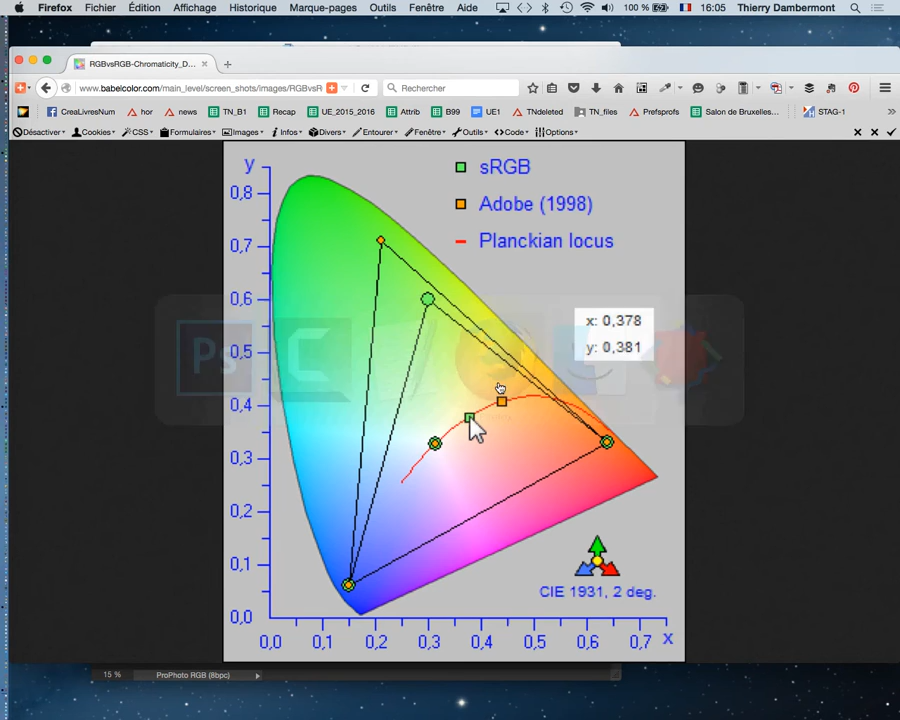 Firefox Fichier Édition Affichage Historique Marque-pages Outils Fenêtre Aide 100 % 16:05 Thierry Dambermont
RGBvsRGB-Chromaticity_D...
www.babelcolor.com/main_level/screen_shots/images/RGBvsR Rechercher
CreaLivresNum hor news TN_B1 Recap UE_2015_2016 Attrib B99 UE1 TNdeleted TN_files Prefsprofs Salon de Bruxelles... STAG-1
Désactiver Cookies CSS Formulaires Images Infos Divers Entourer Fenêtre Outils Code Options
y
sRGB
Adobe (1998)
Planckian locus
0,8
0,7
0,6
0,5
0,4
0,3
0,2
0,1
0,0
x: 0,378
y: 0,381
Ps
C
CIE 1931, 2 deg.
0,0 0,1 0,2 0,3 0,4 0,5 0,6 0,7 x
15 % ProPhoto RGB (8bpc)